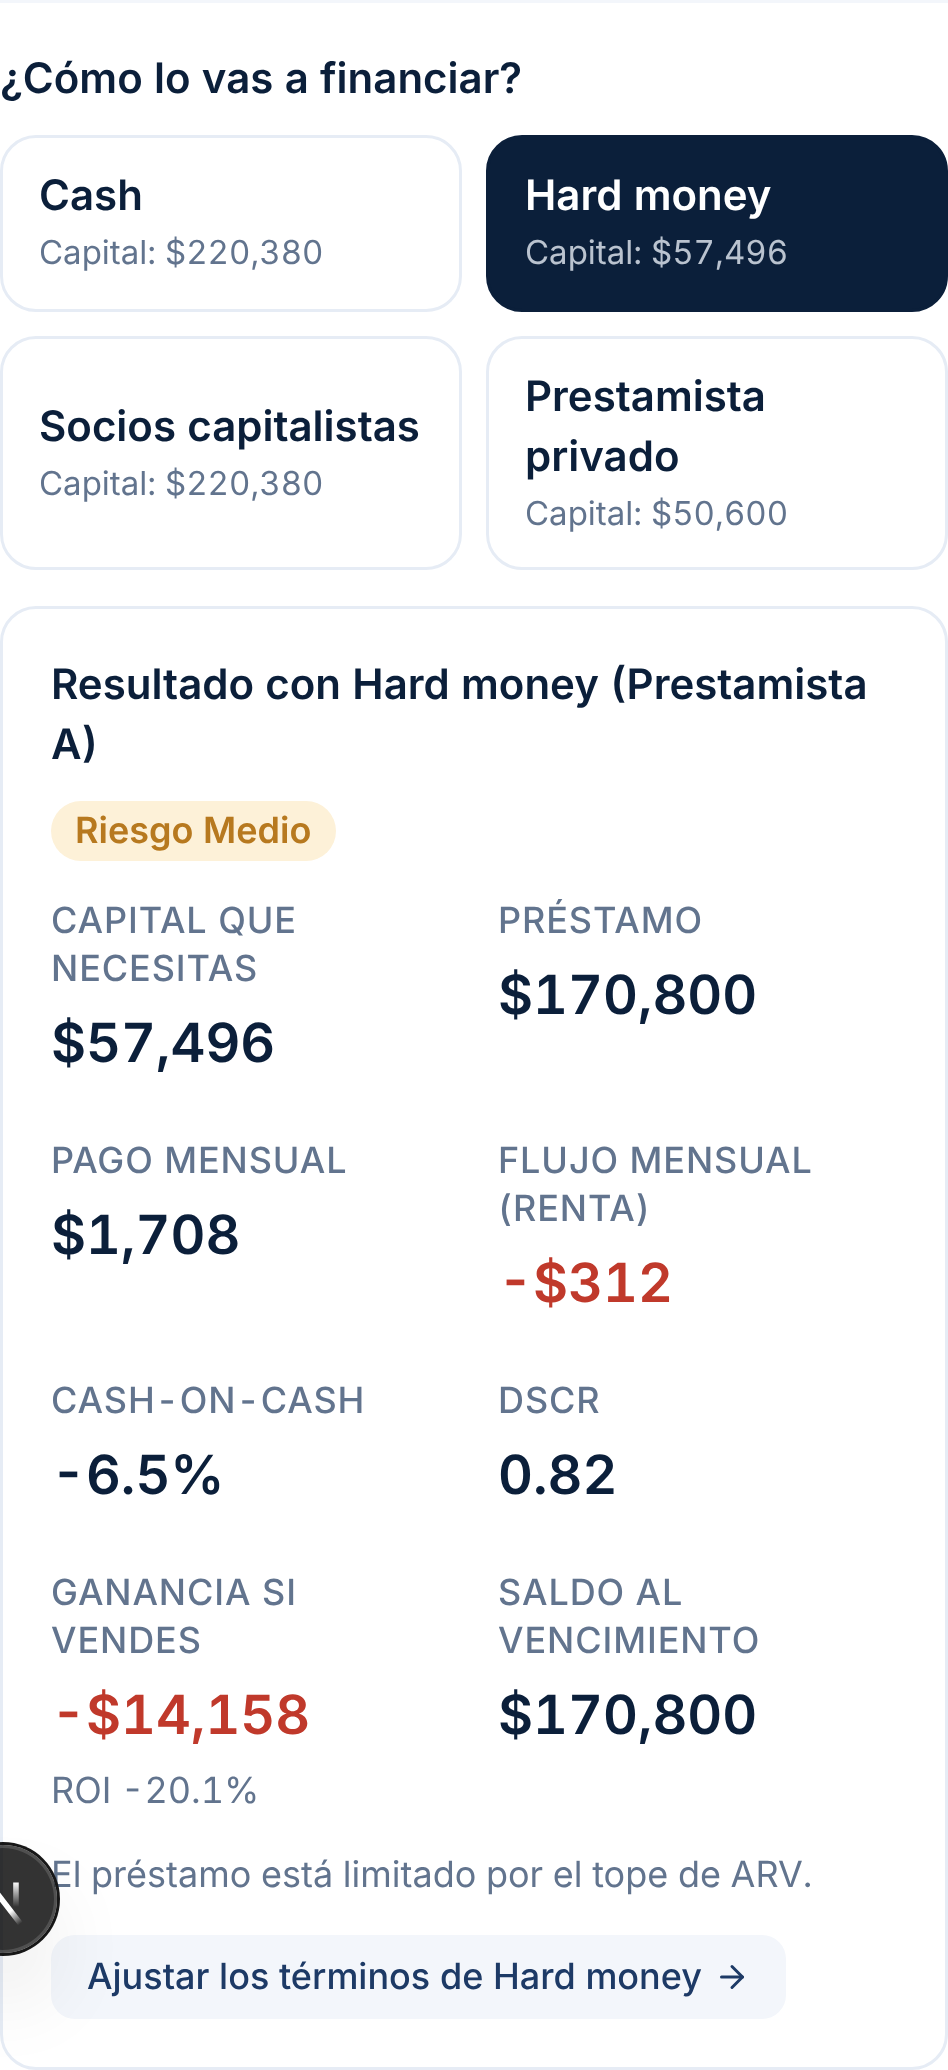 ¿Cómo lo vas a financiar?
Cash
Capital: $220,380
Hard money
Capital: $57,496
Socios capitalistas
Capital: $220,380
Prestamista
privado
Capital: $50,600
Resultado con Hard money (Prestamista
A)
Riesgo Medio
CAPITAL QUE
NECESITAS
$57,496
PRÉSTAMO
$170,800
PAGO MENSUAL
$1,708
FLUJO MENSUAL
(RENTA)
-$312
CASH-ON-CASH
-6.5%
DSCR
0.82
GANANCIA SI
VENDES
-$14,158
ROI -20.1%
SALDO AL
VENCIMIENTO
$170,800
El préstamo está limitado por el tope de ARV.
Ajustar los términos de Hard money →